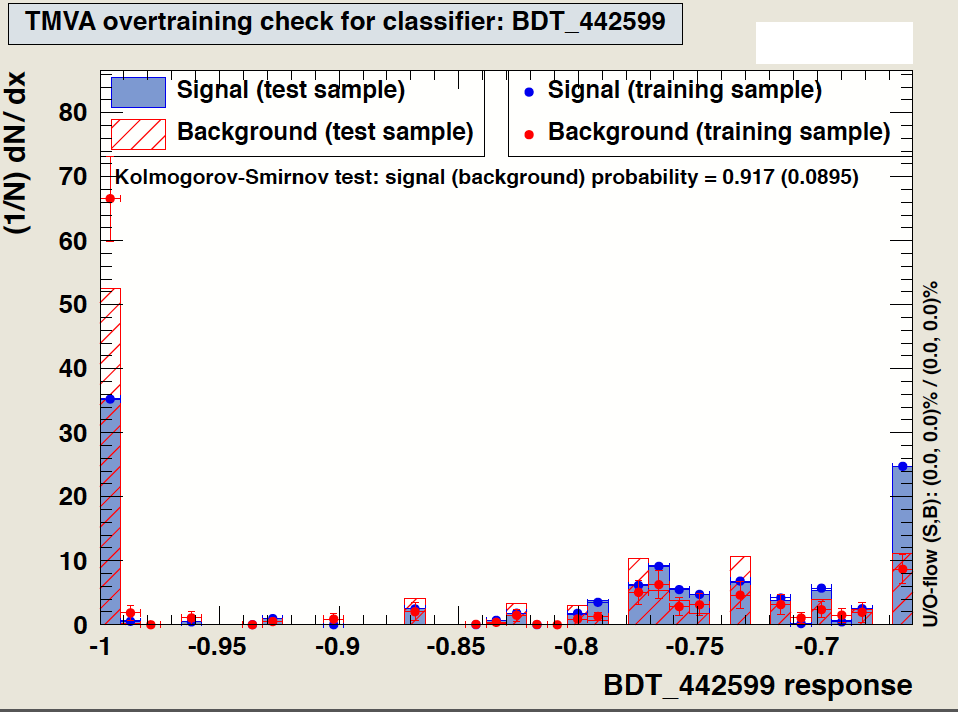 TMVA overtraining check for classifier: BDT_442599
Signal (test sample)
Background (test sample)
Signal (training sample)
Background (training sample)
Kolmogorov-Smirnov test: signal (background) probability = 0.917 (0.0895)
(1/N) dN/ dx
80
70
60
50
40
30
20
10
0
-1
-0.95
-0.9
-0.85
-0.8
-0.75
-0.7
BDT_442599 response
U/O-flow (S,B): (0.0, 0.0)% / (0.0, 0.0)%